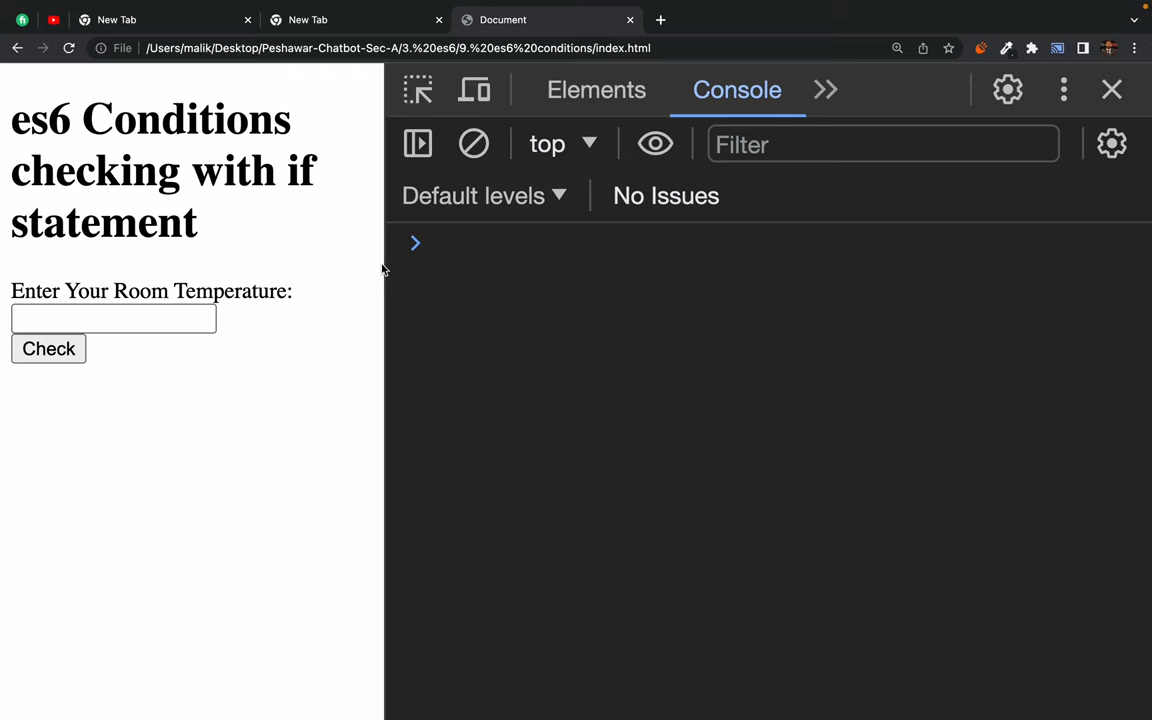 New Tab
New Tab
Document
File
/Users/malik/Desktop/Peshawar-Chatbot-Sec-A/3.%20es6/9.%20es6%20conditions/index.html
es6 Conditions
checking with if
statement
Enter Your Room Temperature:
Check
Elements
Console
top
Filter
Default levels
No Issues